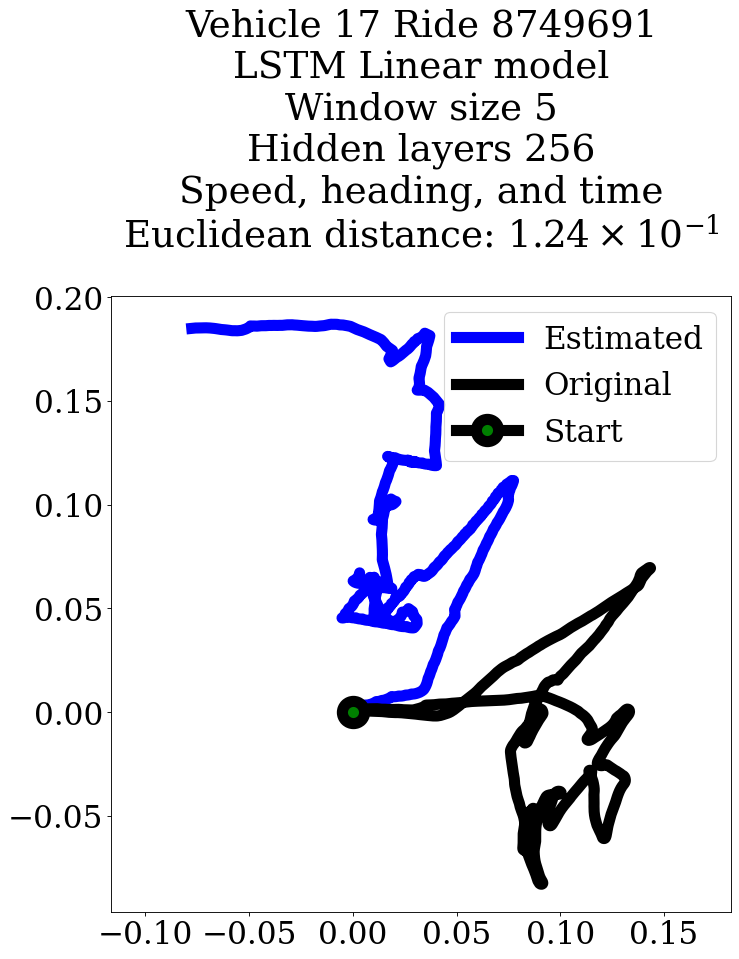 Vehicle 17 Ride 8749691
LSTM Linear model
Window size 5
Hidden layers 256
Speed, heading, and time
Euclidean distance: 1.24 × 10⁻¹
0.20
0.15
0.10
0.05
0.00
−0.05
Estimated
Original
Start
−0.10 −0.05 0.00 0.05 0.10 0.15